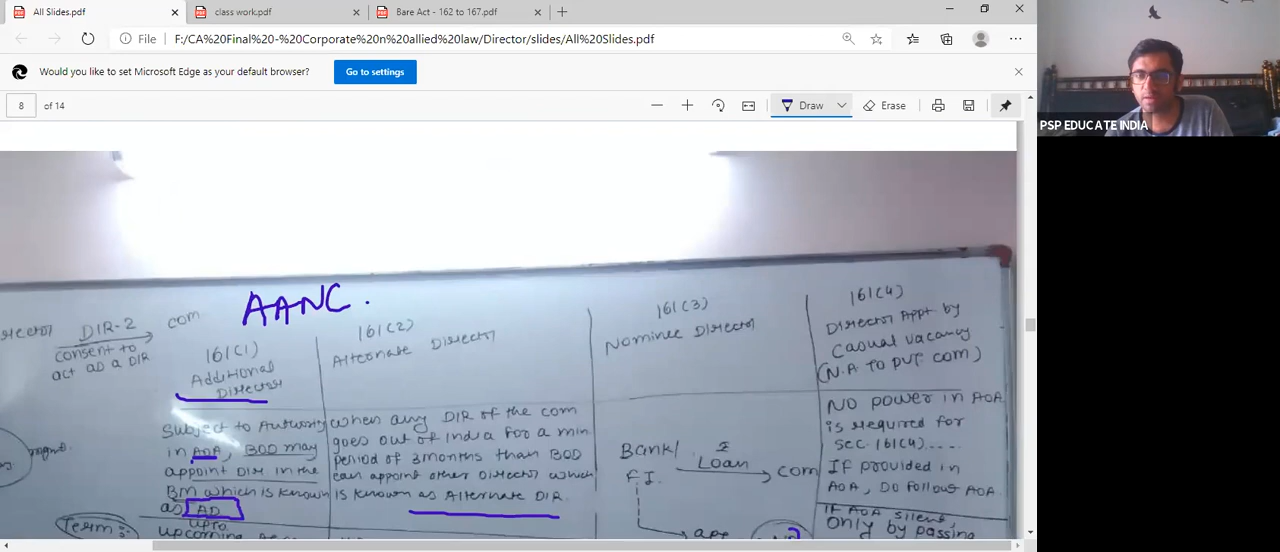 All Slides.pdf
class work.pdf
Bare Act - 162 to 167.pdf
File
F:/CA%20Final%20-%20Corporate%20n%20allied%20law/Director/slides/All%20Slides.pdf
Would you like to set Microsoft Edge as your default browser?
Go to settings
8
of 14
Draw
Erase
PSP EDUCATE INDIA
AANC.
DIR-2
com
consent to
act as a DIR
161(1)
Additional
Director
Subject to Authority
in AOA, BOD may
appoint DIR in the
BM which is known
as AD
Term:
upto
upcoming
161(2)
Alternate Director
when any DIR of the com
goes out of India for a min
period of 3 months than BOD
can appoint other Director which
is known as Alternate DIR.
161(3)
Nominee Director
Bank/
F.I.
Loan
com
app
161(4)
Director Appt by
casual vacancy
(N.A TO PVT com)
NO power in AOA
is required for
sec 161(4)....
If provided in
AOA, DO follow AOA
If AOA silent,
only by passing